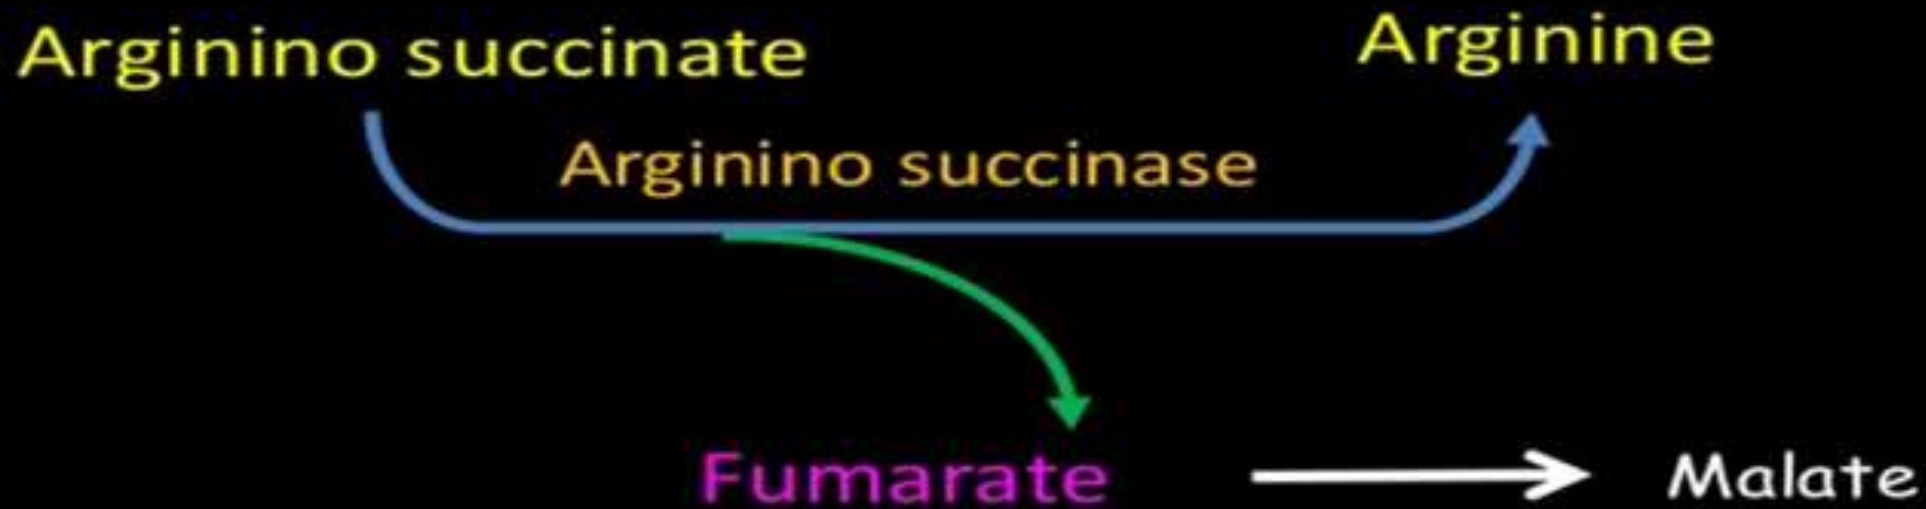 Arginino succinate
Arginine
Arginino succinase
Fumarate
Malate